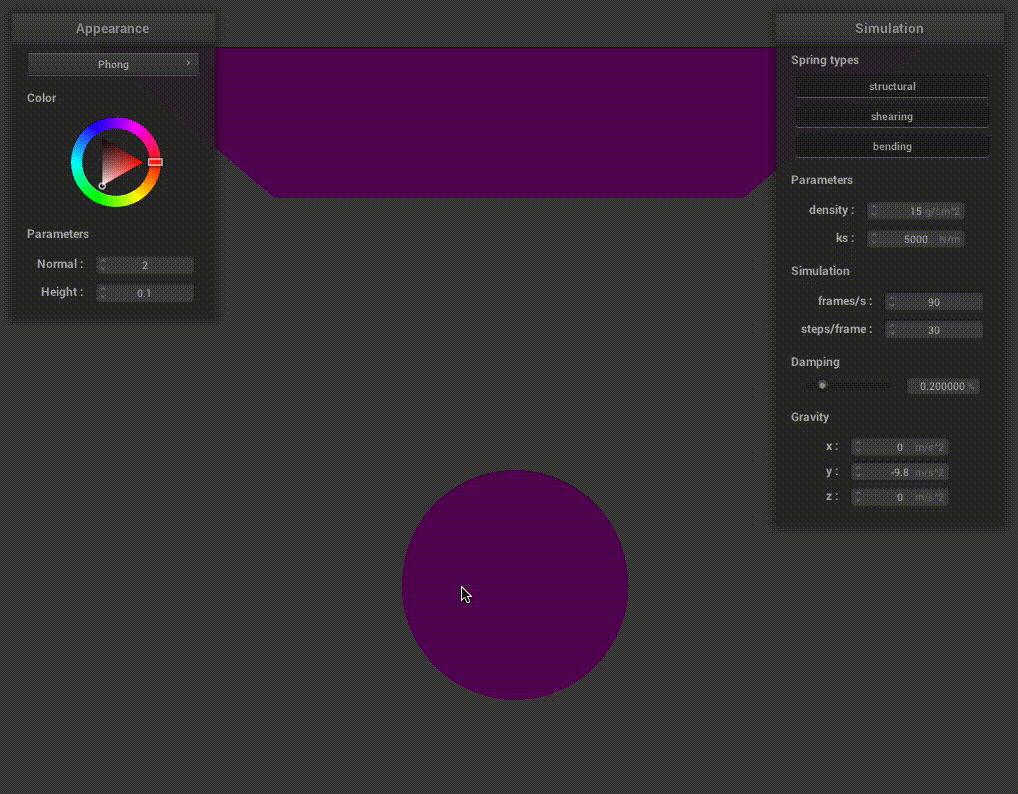 Appearance
Phong
Color
Parameters
Normal : 2
Height : 0.1
Simulation
Spring types
structural
shearing
bending
Parameters
density : 15 g/cm^2
ks : 5000 N/m
Simulation
frames/s : 90
steps/frame : 30
Damping
0.200000 %
Gravity
x : 0 m/s^2
y : -9.8 m/s^2
z : 0 m/s^2